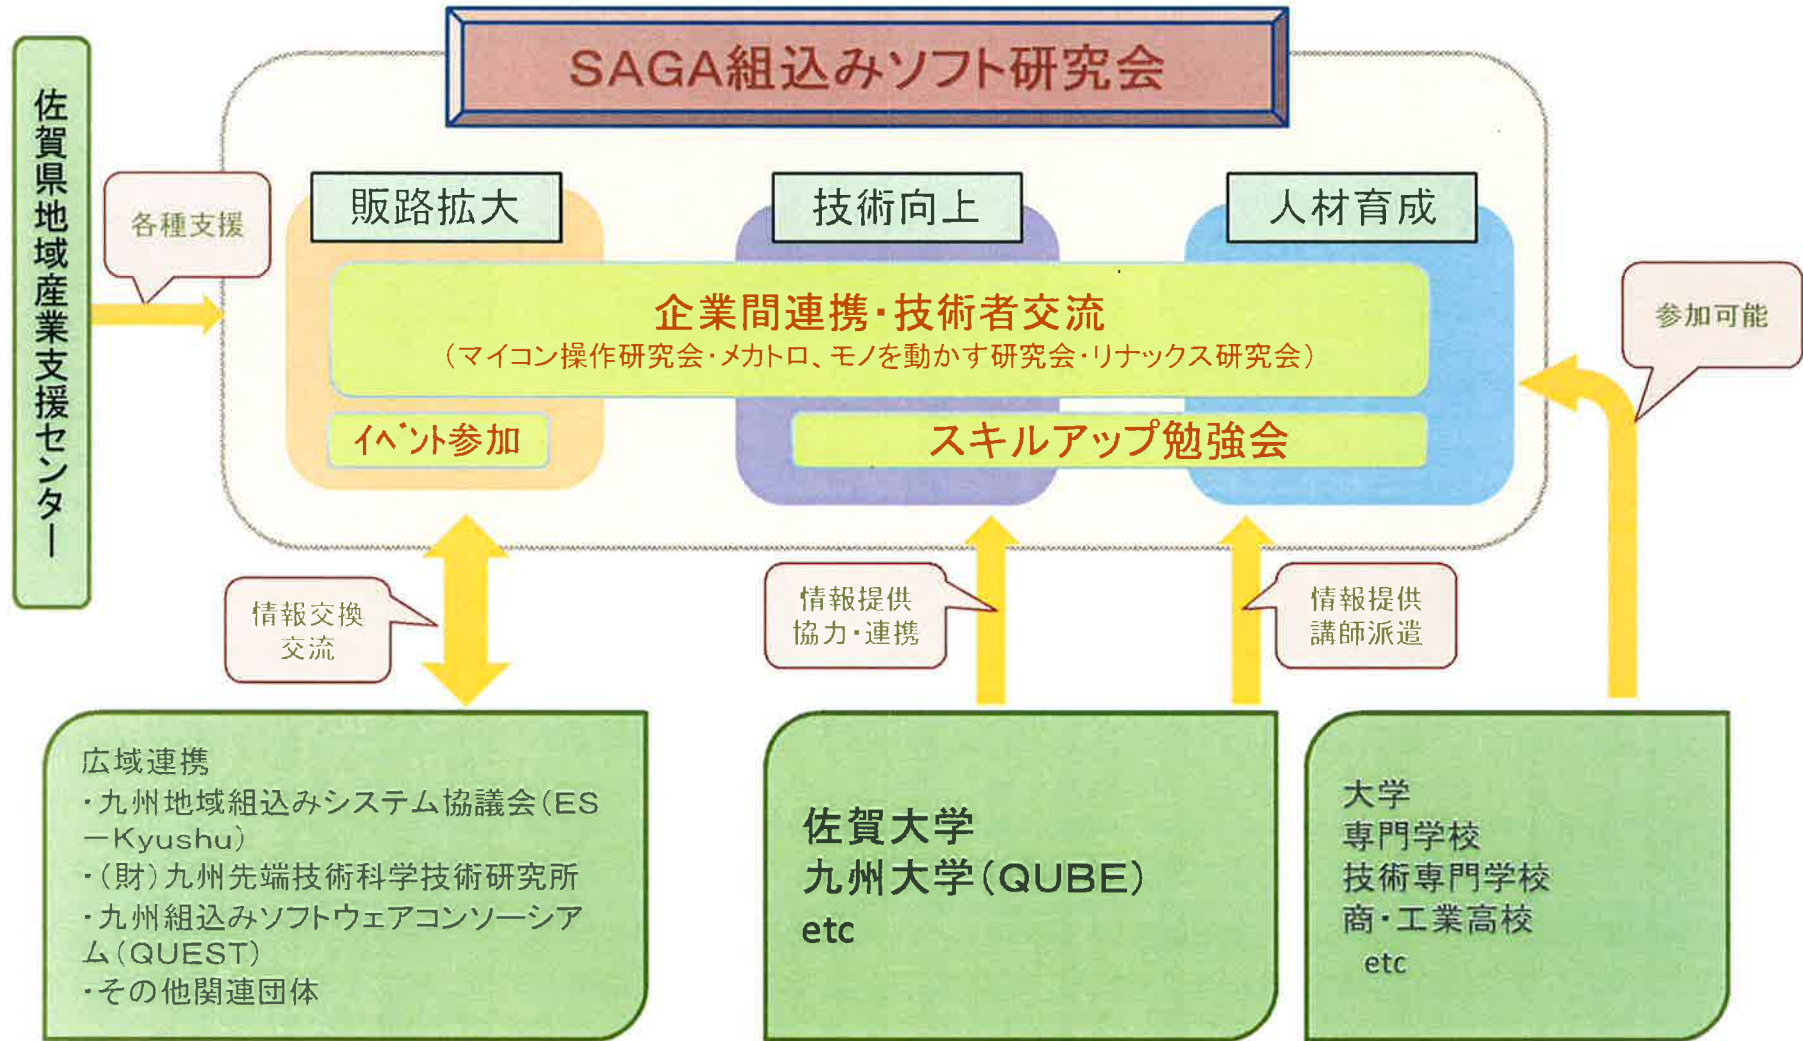 SAGA組込みソフト研究会
佐賀県地域産業支援センター
各種支援
販路拡大
技術向上
人材育成
企業間連携・技術者交流
(マイコン操作研究会・メカトロ、モノを動かす研究会・リナックス研究会)
イベント参加
スキルアップ勉強会
参加可能
情報交換
交流
情報提供
協力・連携
情報提供
講師派遣
広域連携
・九州地域組込みシステム協議会(ES
－Kyushu)
・(財)九州先端技術科学技術研究所
・九州組込みソフトウェアコンソーシア
ム(QUEST)
・その他関連団体
佐賀大学
九州大学(QUBE)
etc
大学
専門学校
技術専門学校
商・工業高校
etc